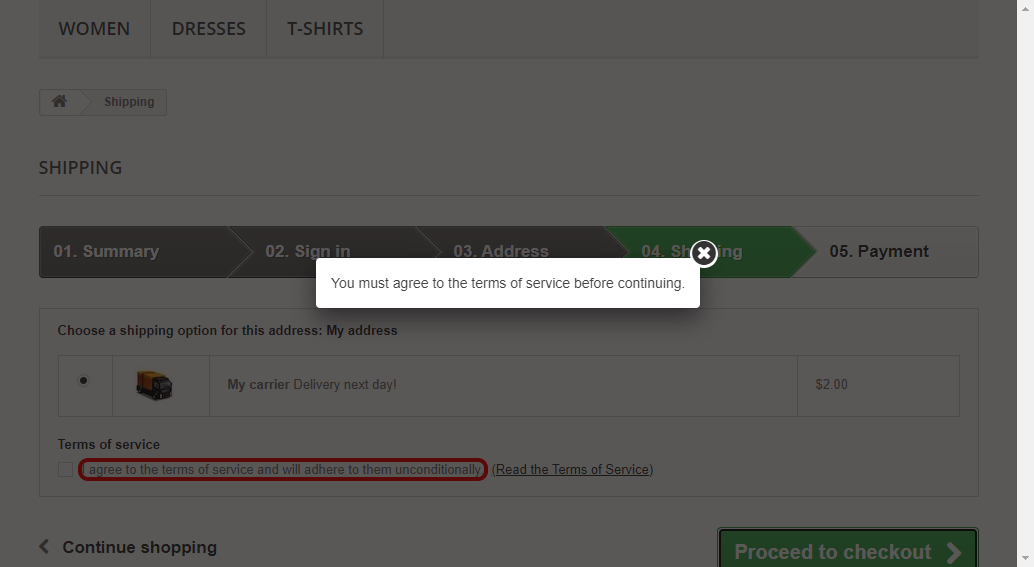 WOMEN DRESSES T-SHIRTS
Shipping
SHIPPING
01. Summary 02. Sign in 03. Address 04. Sh ng 05. Payment
You must agree to the terms of service before continuing.
Choose a shipping option for this address: My address
My carrier Delivery next day! $2.00
Terms of service
I agree to the terms of service and will adhere to them unconditionally. (Read the Terms of Service)
Continue shopping Proceed to checkout